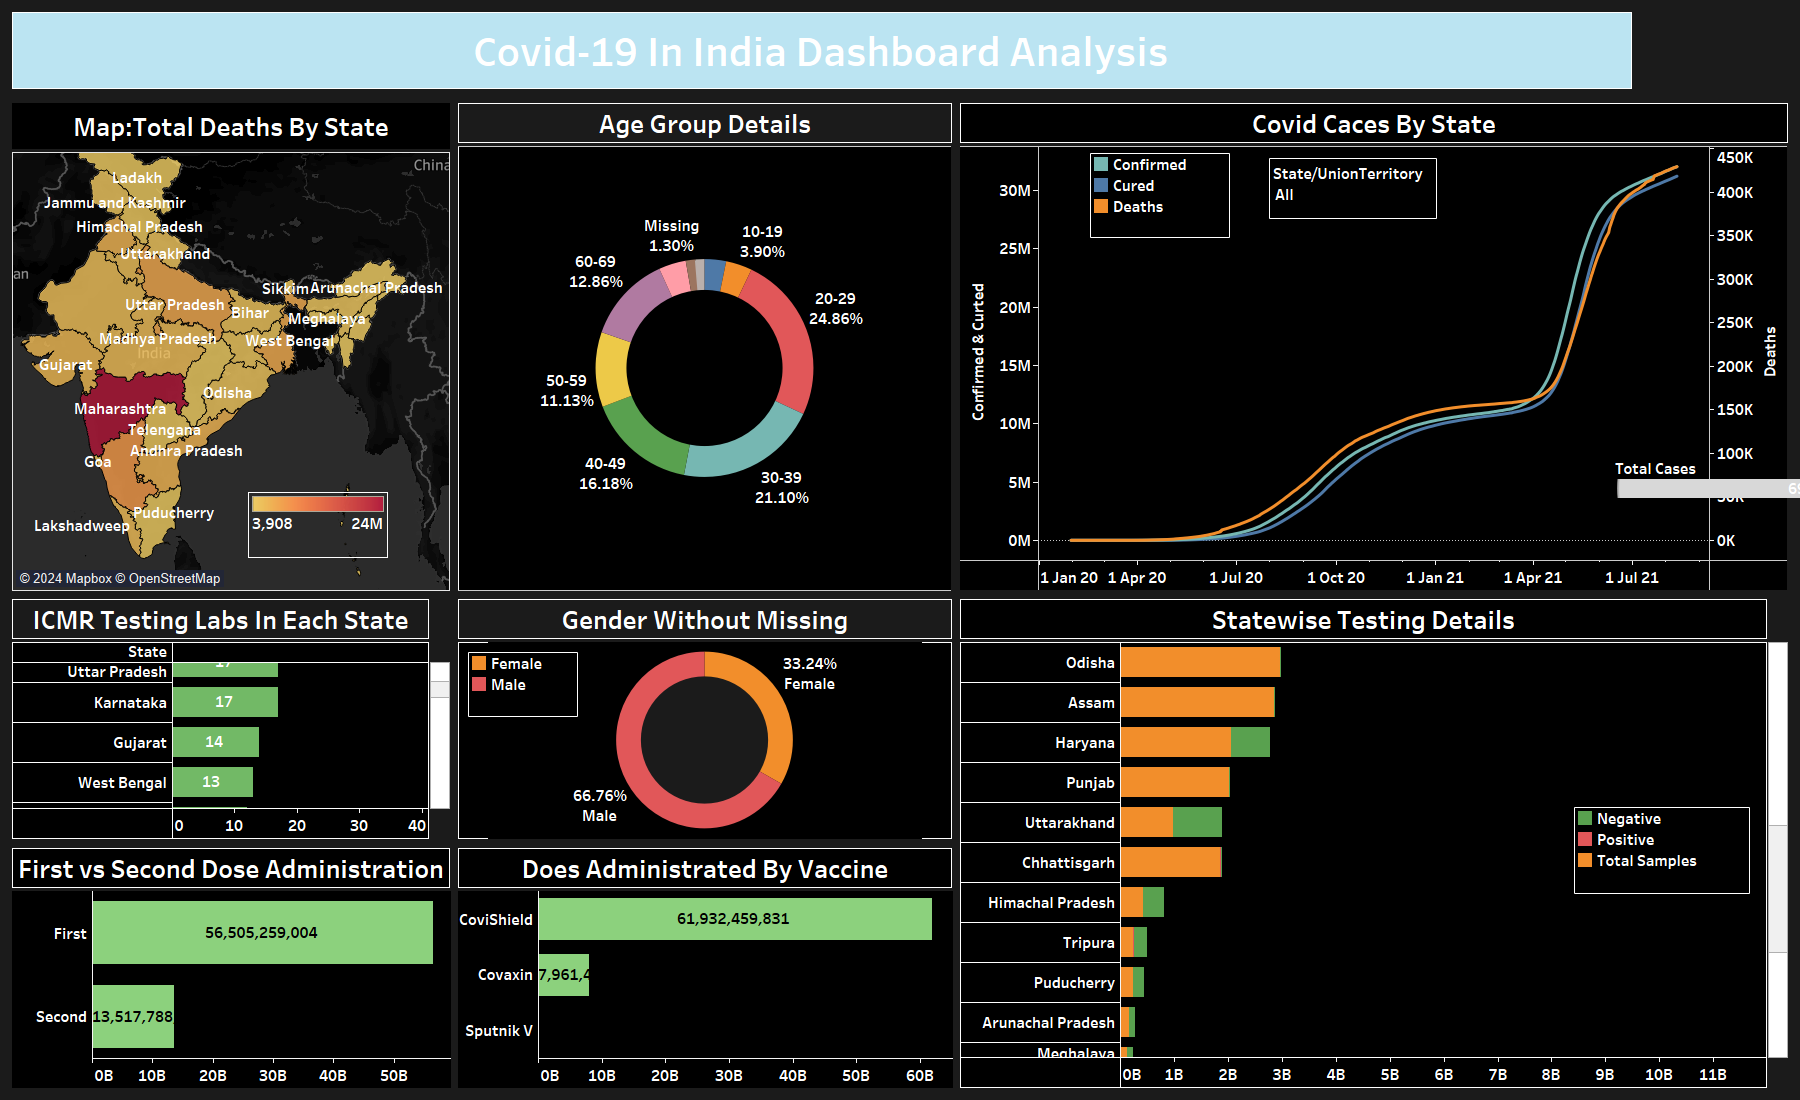 Covid-19 In India Dashboard Analysis
Map:Total Deaths By State
China
Ladakh
Jammu and Kashmir
Himachal Pradesh
Uttarakhand
an
Sikkim
Arunachal Pradesh
Uttar Pradesh
Bihar
Meghalaya
Madhya Pradesh
West Bengal
India
Gujarat
Odisha
Maharashtra
Telengana
Andhra Pradesh
Goa
Puducherry
Lakshadweep
3,908 24M
© 2024 Mapbox © OpenStreetMap
Age Group Details
Missing
1.30%
10-19
3.90%
60-69
12.86%
20-29
24.86%
50-59
11.13%
40-49
16.18%
30-39
21.10%
Covid Caces By State
Confirmed
Cured
Deaths
State/UnionTerritory
All
Confirmed & Curted
30M
25M
20M
15M
10M
5M
0M
450K
400K
350K
300K
250K
200K
150K
100K
50K
0K
Deaths
Total Cases
1 Jan 20 1 Apr 20 1 Jul 20 1 Oct 20 1 Jan 21 1 Apr 21 1 Jul 21
ICMR Testing Labs In Each State
State
Uttar Pradesh 17
Karnataka 17
Gujarat 14
West Bengal 13
0 10 20 30 40
Gender Without Missing
Female
Male
33.24%
Female
66.76%
Male
Statewise Testing Details
Odisha
Assam
Haryana
Punjab
Uttarakhand
Chhattisgarh
Himachal Pradesh
Tripura
Puducherry
Arunachal Pradesh
Meghalaya
Negative
Positive
Total Samples
0B 1B 2B 3B 4B 5B 6B 7B 8B 9B 10B 11B
First vs Second Dose Administration
First 56,505,259,004
Second 13,517,788,
0B 10B 20B 30B 40B 50B
Does Administrated By Vaccine
CoviShield 61,932,459,831
Covaxin 7,961,4
Sputnik V
0B 10B 20B 30B 40B 50B 60B